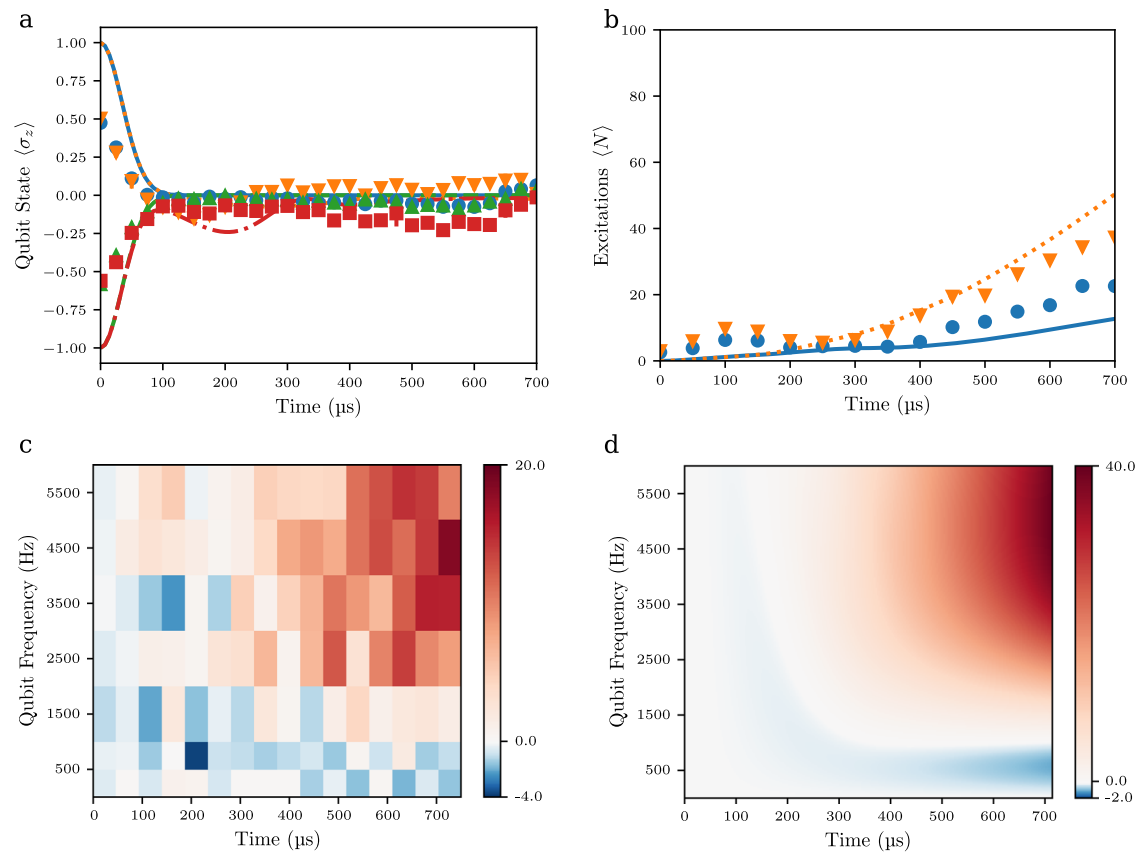 a
1.00
0.75
0.50
0.25
0.00
−0.25
−0.50
−0.75
−1.00
Qubit State ⟨σz⟩
0 100 200 300 400 500 600 700
Time (µs)
b
100
80
60
40
20
0
Excitations ⟨N⟩
0 100 200 300 400 500 600 700
Time (µs)
c
5500
4500
3500
2500
1500
500
Qubit Frequency (Hz)
0 100 200 300 400 500 600 700
Time (µs)
20.0
0.0
-4.0
d
5500
4500
3500
2500
1500
500
Qubit Frequency (Hz)
0 100 200 300 400 500 600 700
Time (µs)
40.0
0.0
-2.0